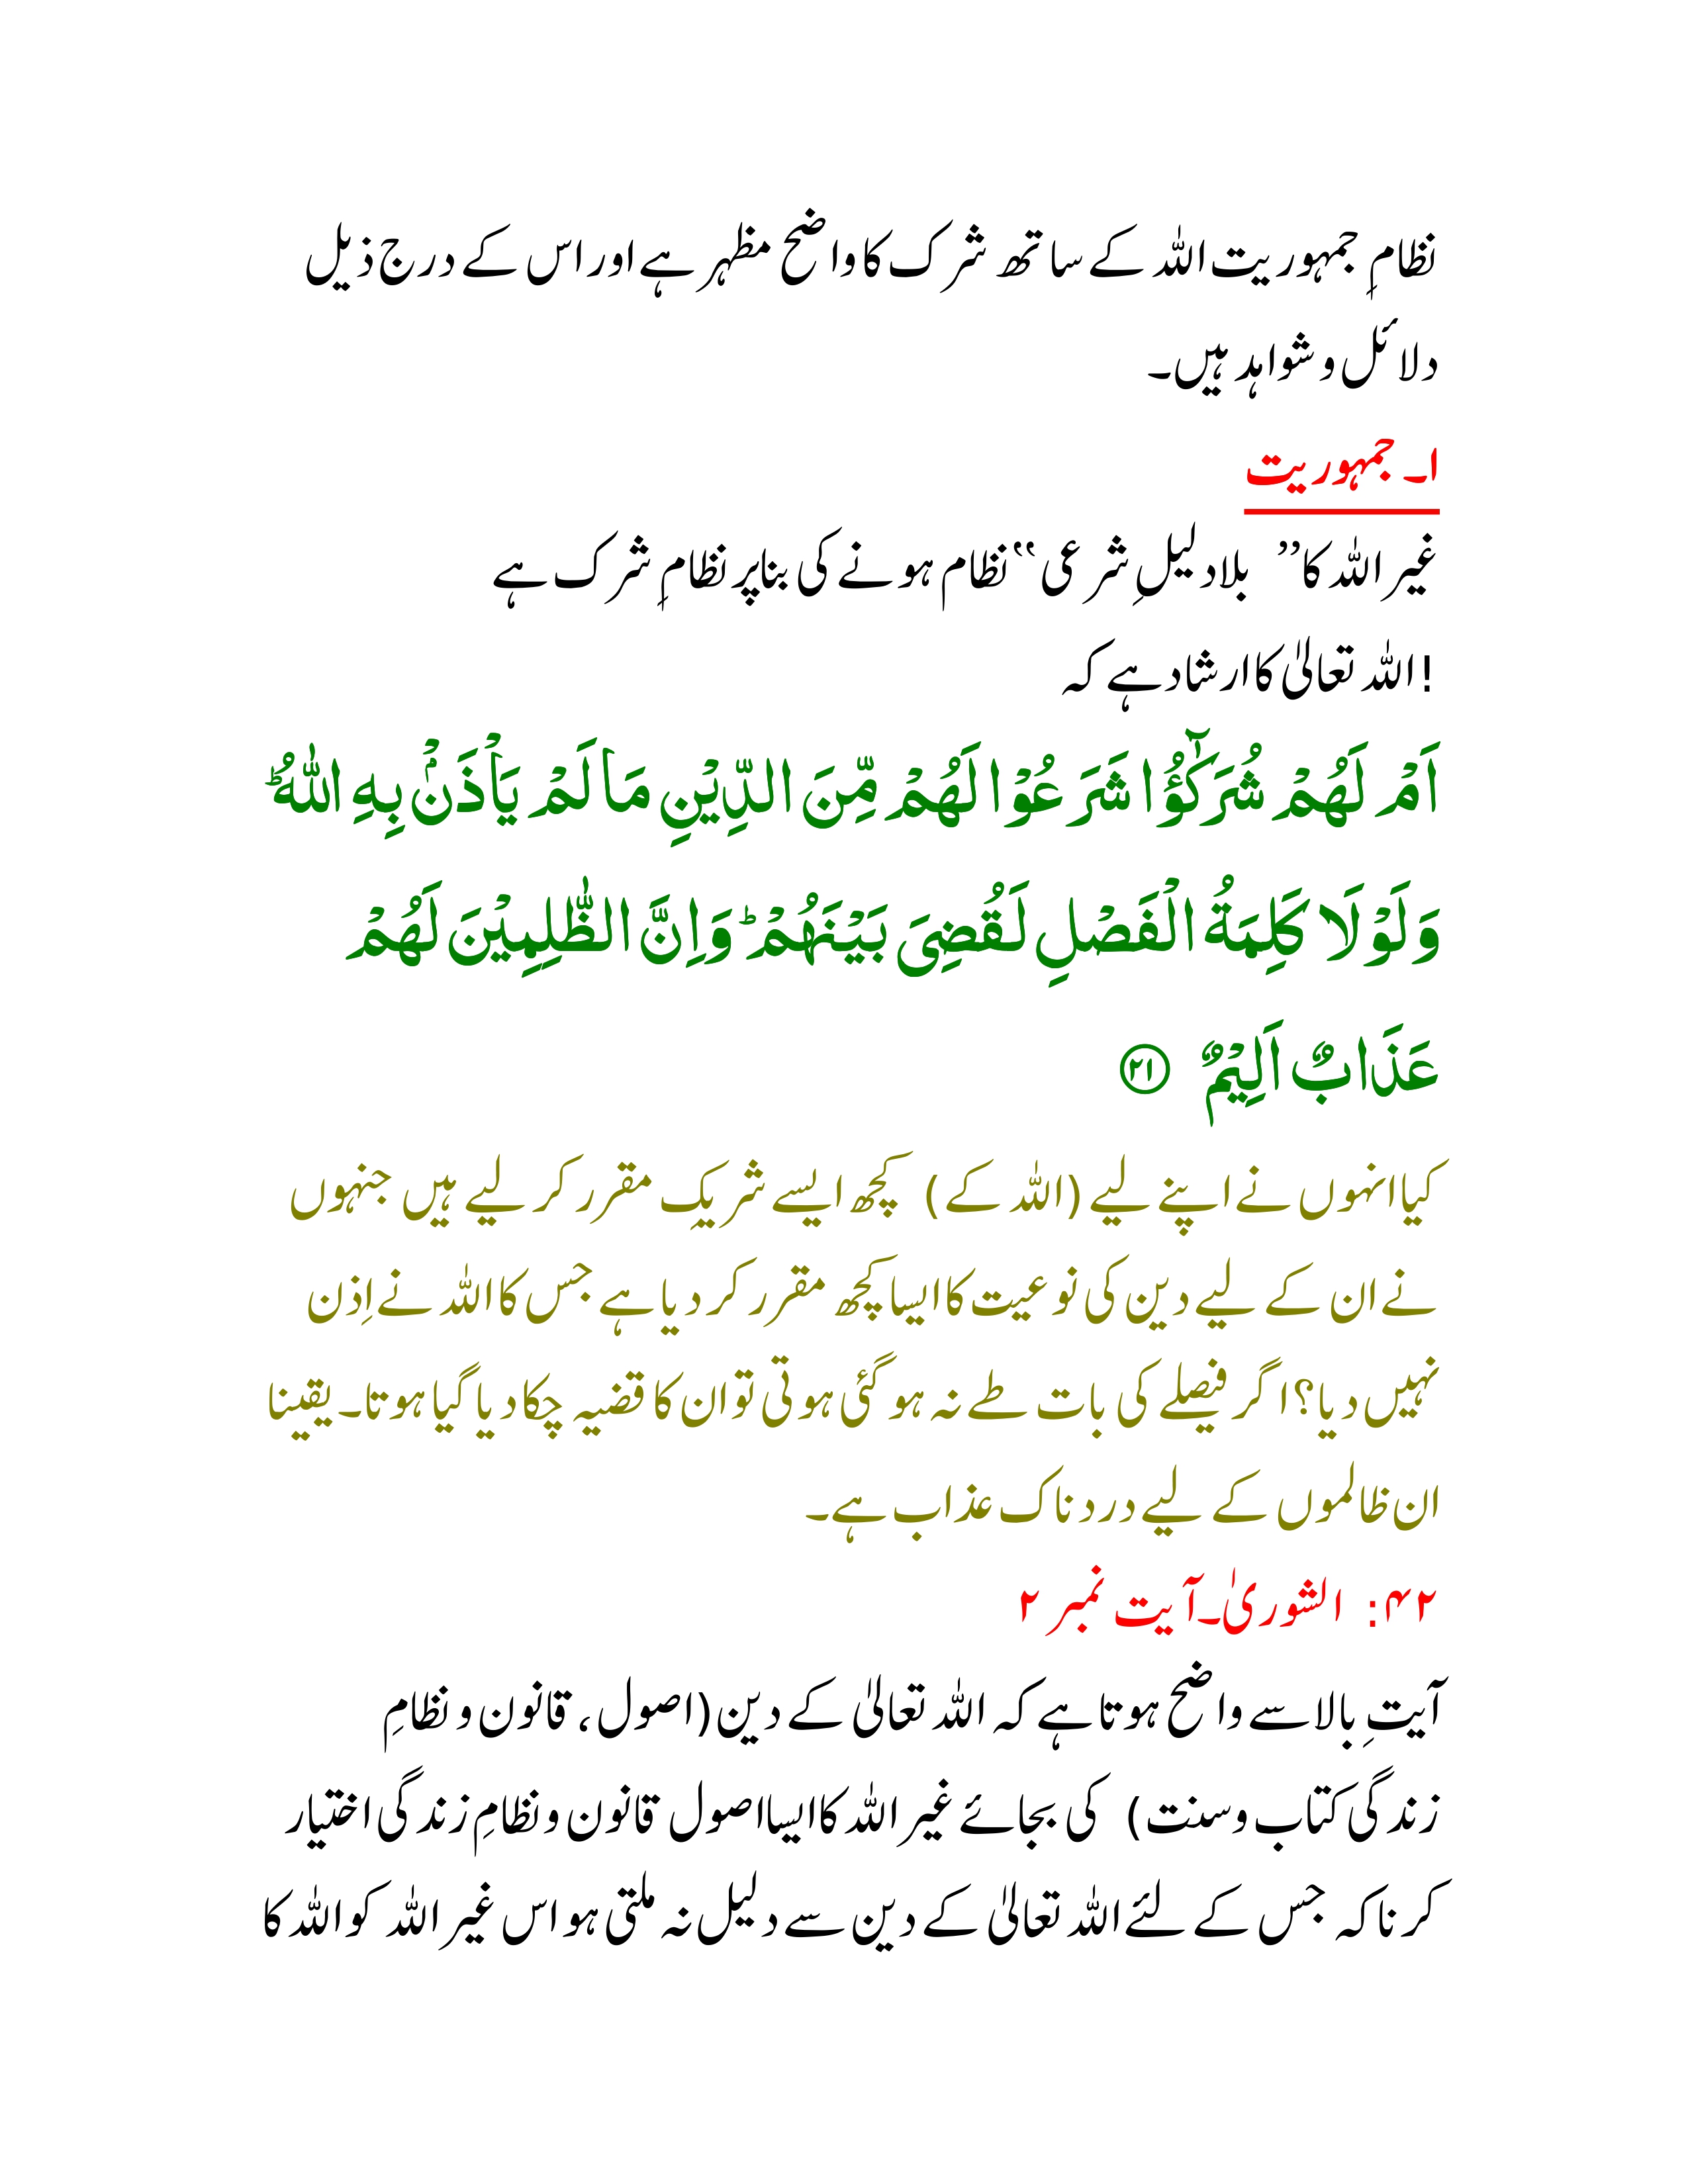 نظامِ جمہوریت اللہ کے ساتھ شرک کا واضح مظہر ہے اور اس کے درج ذیل
دلائل و شواہد ہیں۔
۱۔ جمہوریت
غیر اللہ کا” بلادلیلِ شرعی“ نظام ہونے کی بنا پر نظامِ شرک ہے
!اللہ تعالیٰ کا ارشاد ہے کہ
اَمْ لَهُمْ شُرَكٰٓؤُا شَرَعُوْا لَهُمْ مِّنَ الدِّيْنِ مَا لَمْ يَاْذَنْۢ بِهِ اللّٰهُ ؕ
وَلَوْلَا كَلِمَةُ الْفَصْلِ لَقُضِيَ بَيْنَهُمْ ؕ وَاِنَّ الظّٰلِمِيْنَ لَهُمْ
عَذَابٌ اَلِيْمٌ ۲۱
کیا انہوں نے اپنے لیے (اللہ کے) کچھ ایسے شریک مقرر کر لیے ہیں جنہوں
نے ان کے لیے دین کی نوعیت کا ایسا کچھ مقرر کر دیا ہے جس کا اللہ نے اِذن
نہیں دیا؟ اگر فیصلے کی بات طے نہ ہو گئی ہوتی تو ان کا قضیہ چکا دیا گیا ہوتا۔ یقینا
ان ظالموں کے لیے دردناک عذاب ہے۔
۴۲: الشوریٰ۔آیت نمبر ۲
آیتِ بالا سے واضح ہوتا ہے کہ اللہ تعالیٰ کے دین (اصول، قانون و نظامِ
زندگی کتاب و سنت) کی بجائے غیر اللہ کا ایسا اصول قانون و نظامِ زندگی اختیار
کرنا کہ جس کے لئے اللہ تعالیٰ کے دین سے دلیل نہ ملتی ہو اس غیر اللہ کو اللہ کا